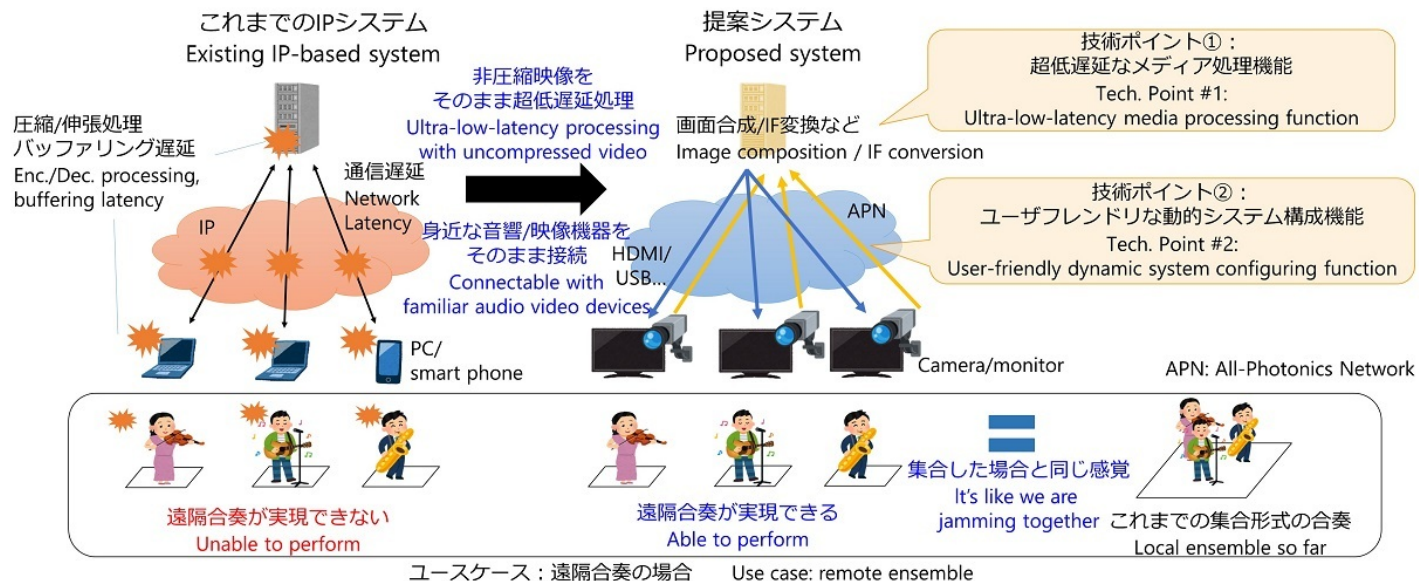 これまでのIPシステム
Existing IP-based system
圧縮/伸張処理
バッファリング遅延
Enc./Dec. processing,
buffering latency
通信遅延
Network
Latency
IP
PC/
smart phone
非圧縮映像を
そのまま超低遅延処理
Ultra-low-latency processing
with uncompressed video
身近な音響/映像機器を
そのまま接続
Connectable with
familiar audio video devices
提案システム
Proposed system
画面合成/IF変換など
Image composition / IF conversion
APN
HDMI/
USB...
Camera/monitor
技術ポイント①：
超低遅延なメディア処理機能
Tech. Point #1:
Ultra-low-latency media processing function
技術ポイント②：
ユーザフレンドリな動的システム構成機能
Tech. Point #2:
User-friendly dynamic system configuring function
APN: All-Photonics Network
遠隔合奏が実現できない
Unable to perform
遠隔合奏が実現できる
Able to perform
集合した場合と同じ感覚
It's like we are
jamming together
これまでの集合形式の合奏
Local ensemble so far
ユースケース：遠隔合奏の場合 Use case: remote ensemble